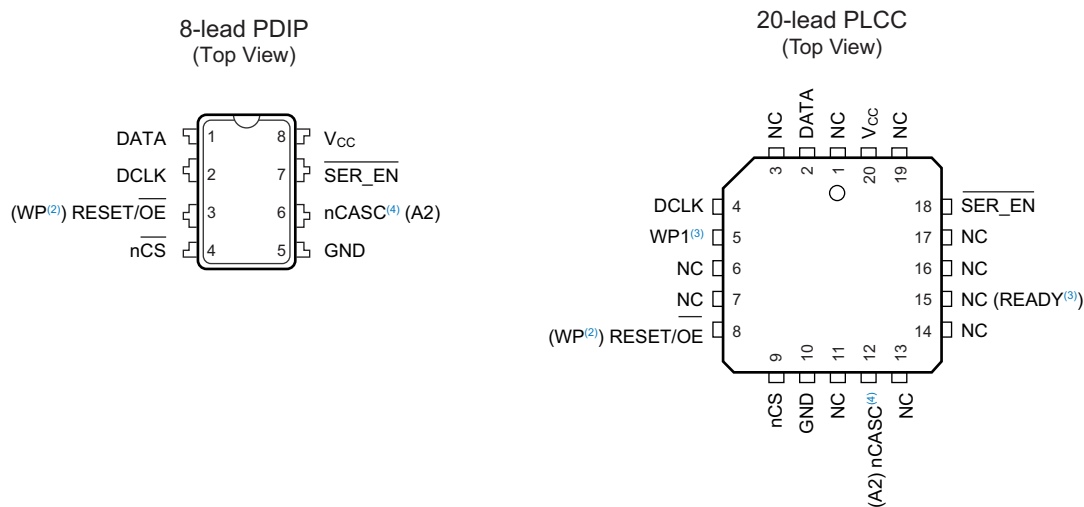 8-lead PDIP
(Top View)
DATA 1
DCLK 2
(WP(2)) RESET/OE 3
nCS 4
8 VCC
7 SER_EN
6 nCASC(4) (A2)
5 GND
20-lead PLCC
(Top View)
3 NC
2 DATA
1 NC
20 VCC
19 NC
DCLK 4
WP1(3) 5
NC 6
NC 7
(WP(2)) RESET/OE 8
18 SER_EN
17 NC
16 NC
15 NC (READY(3))
14 NC
9 nCS
10 GND
11 NC
12 (A2) nCASC(4)
13 NC